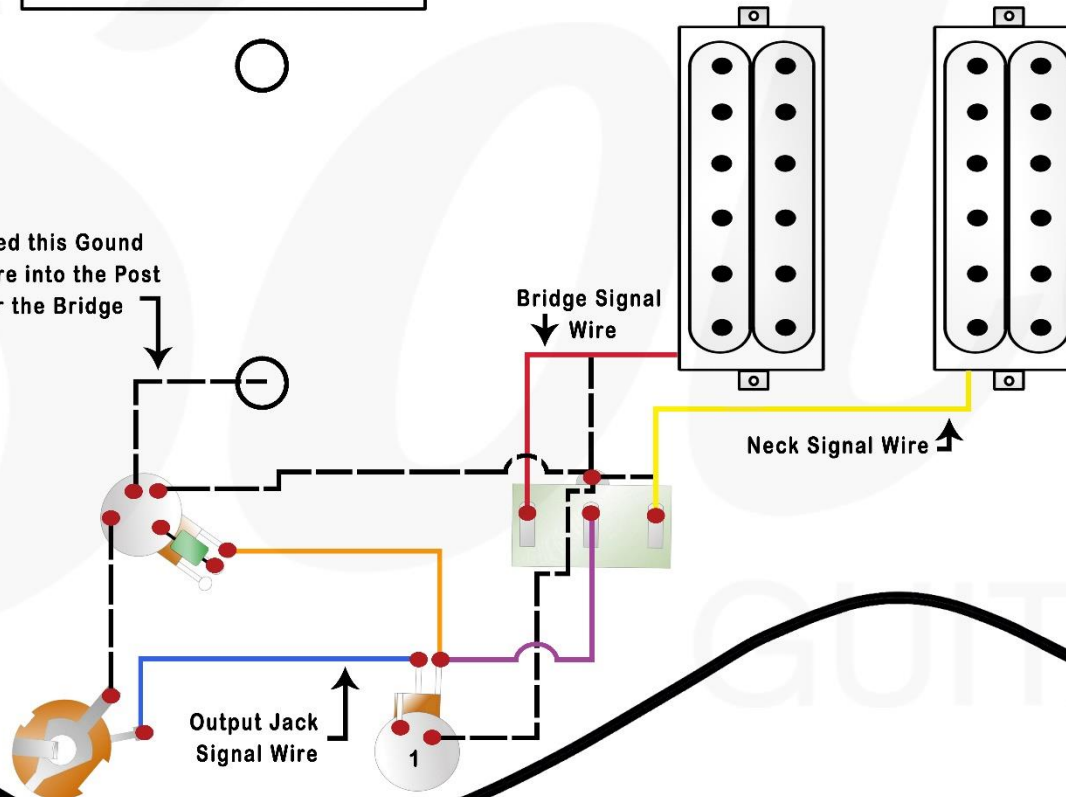 ed this Gound
re into the Post
r the Bridge
Bridge Signal
Wire
Neck Signal Wire
Output Jack
Signal Wire
1
GUIT